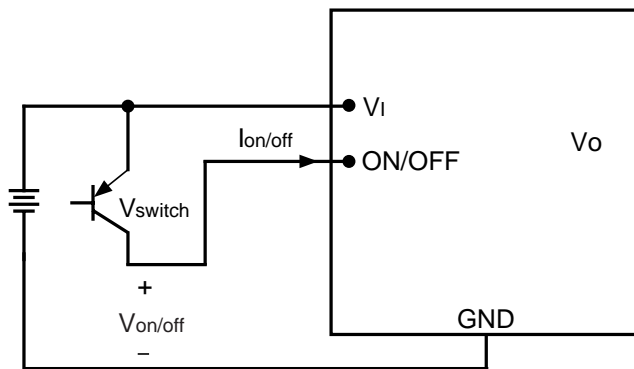 VI
Ion/off
ON/OFF
Vo
Vswitch
+
Von/off
–
GND